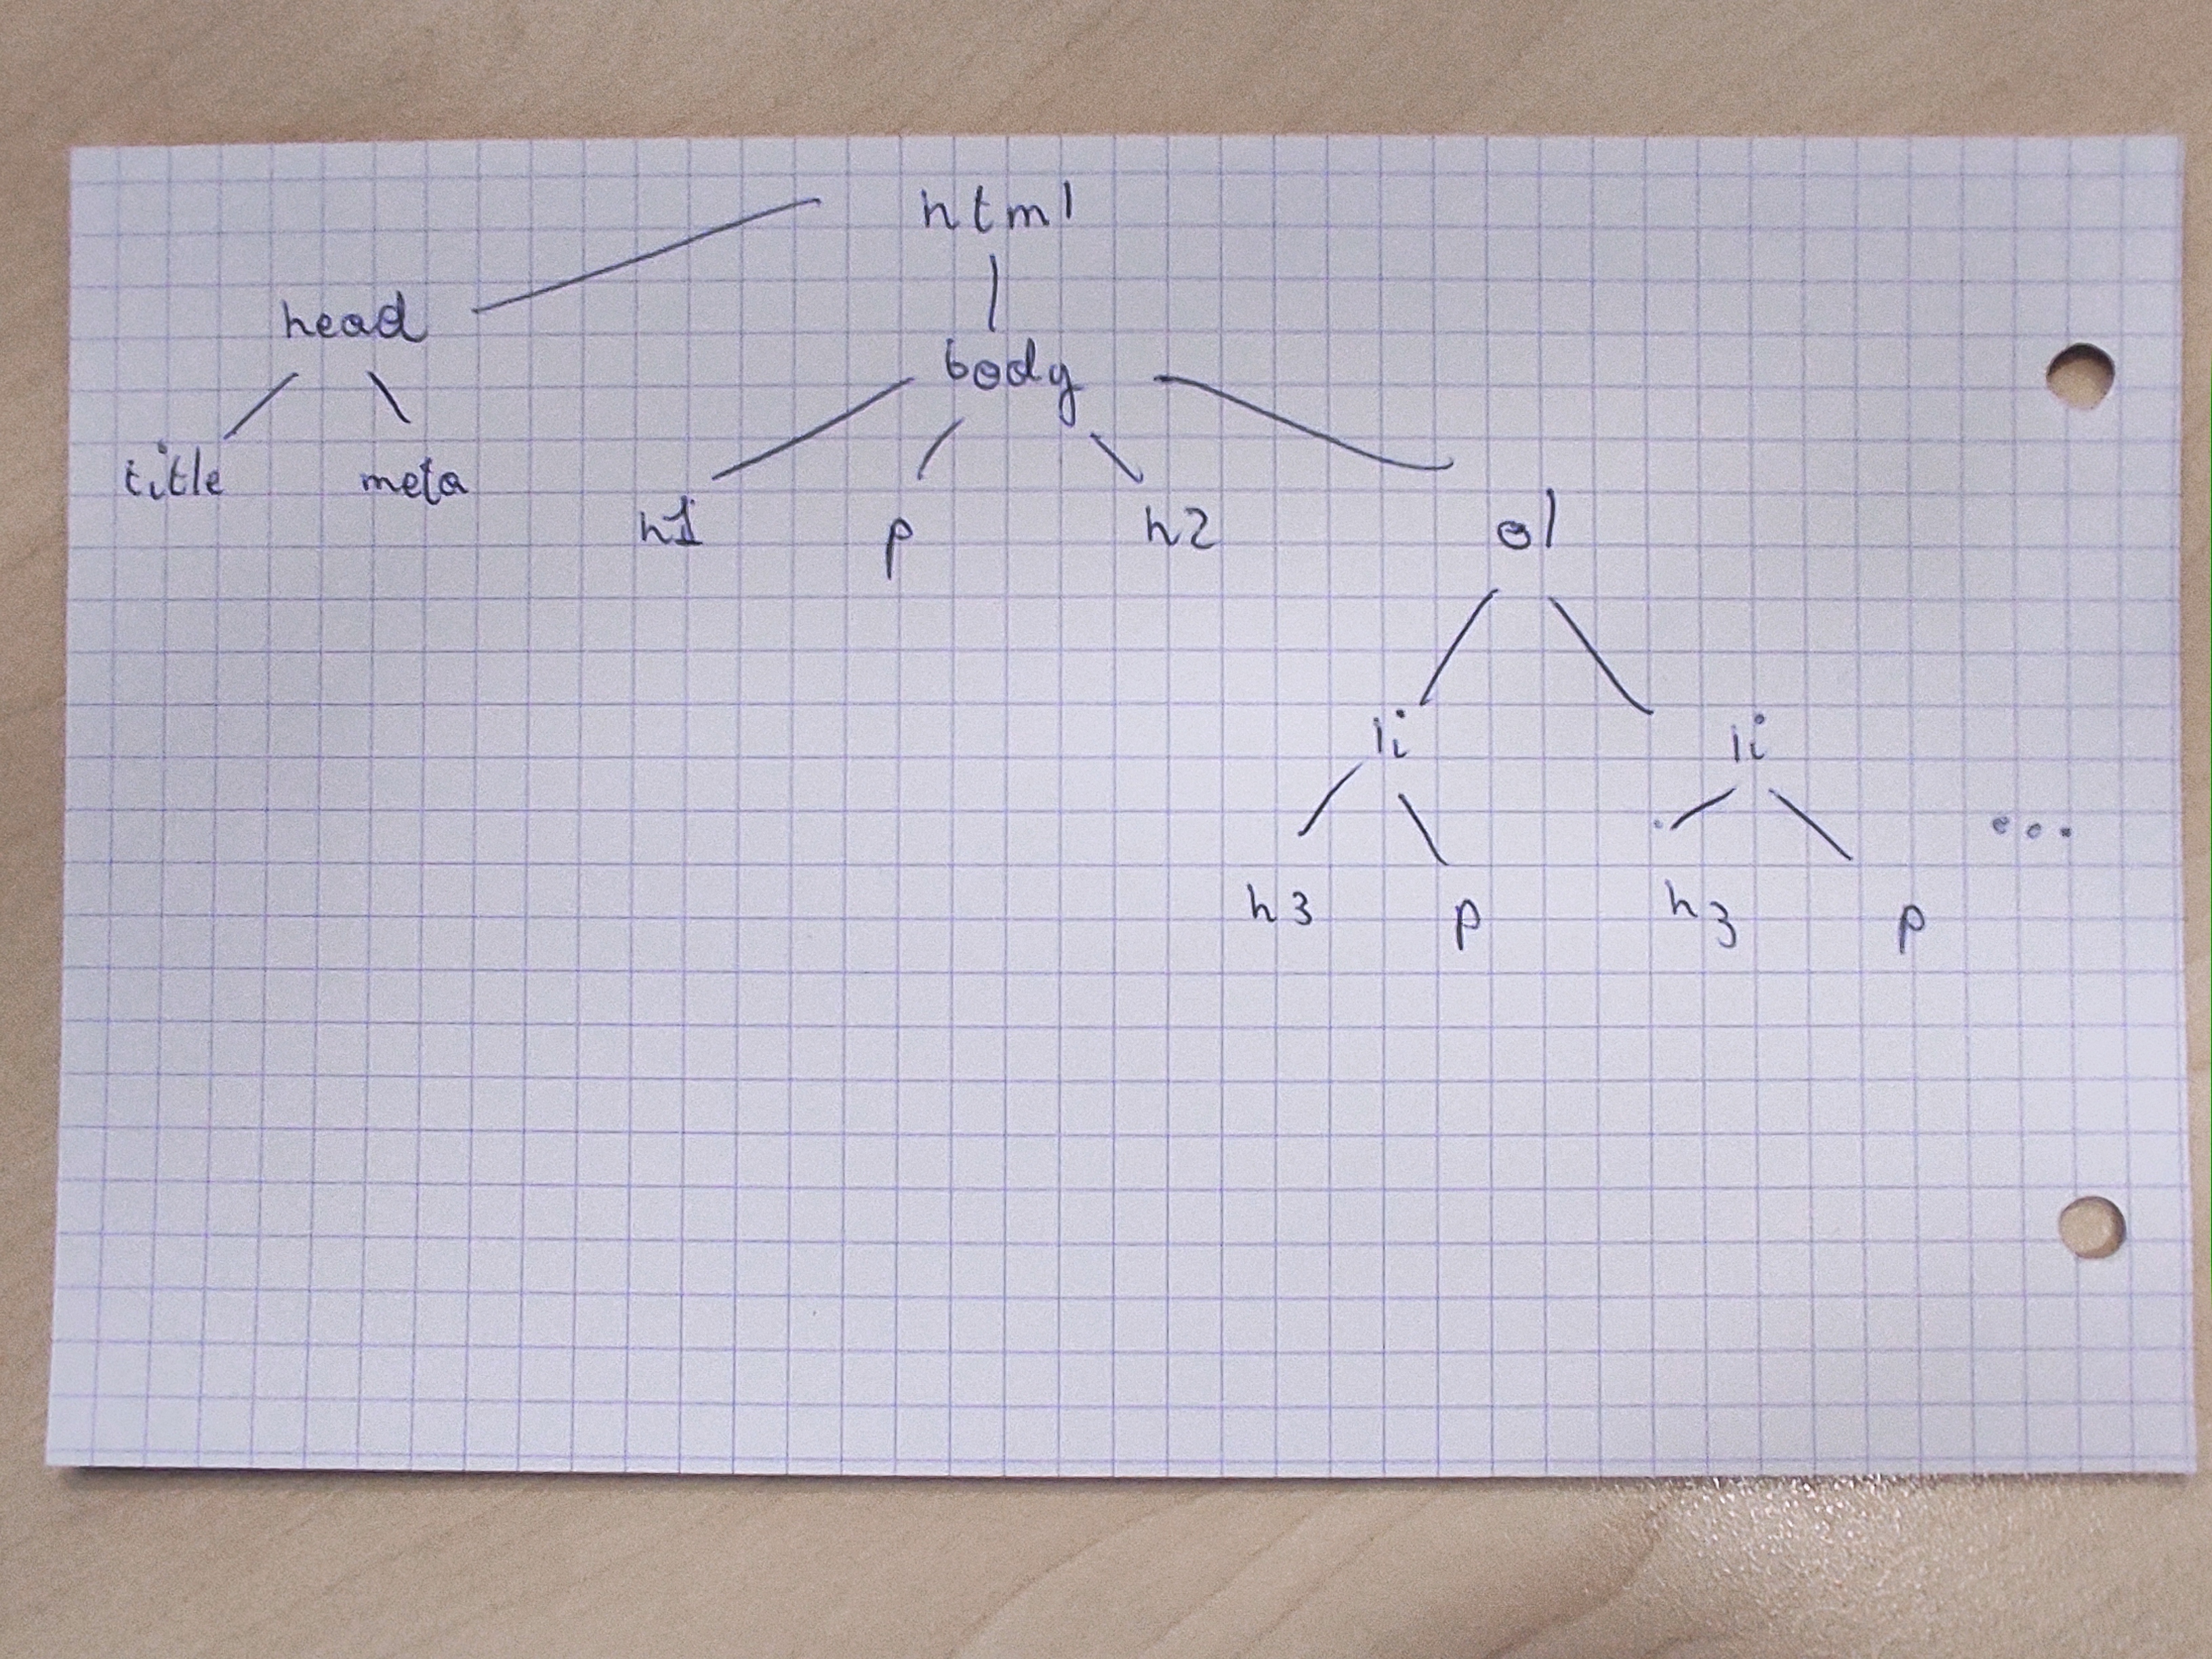 html
head
body
title meta
h1 p h2 ol
li li
...
h3 p h3 p